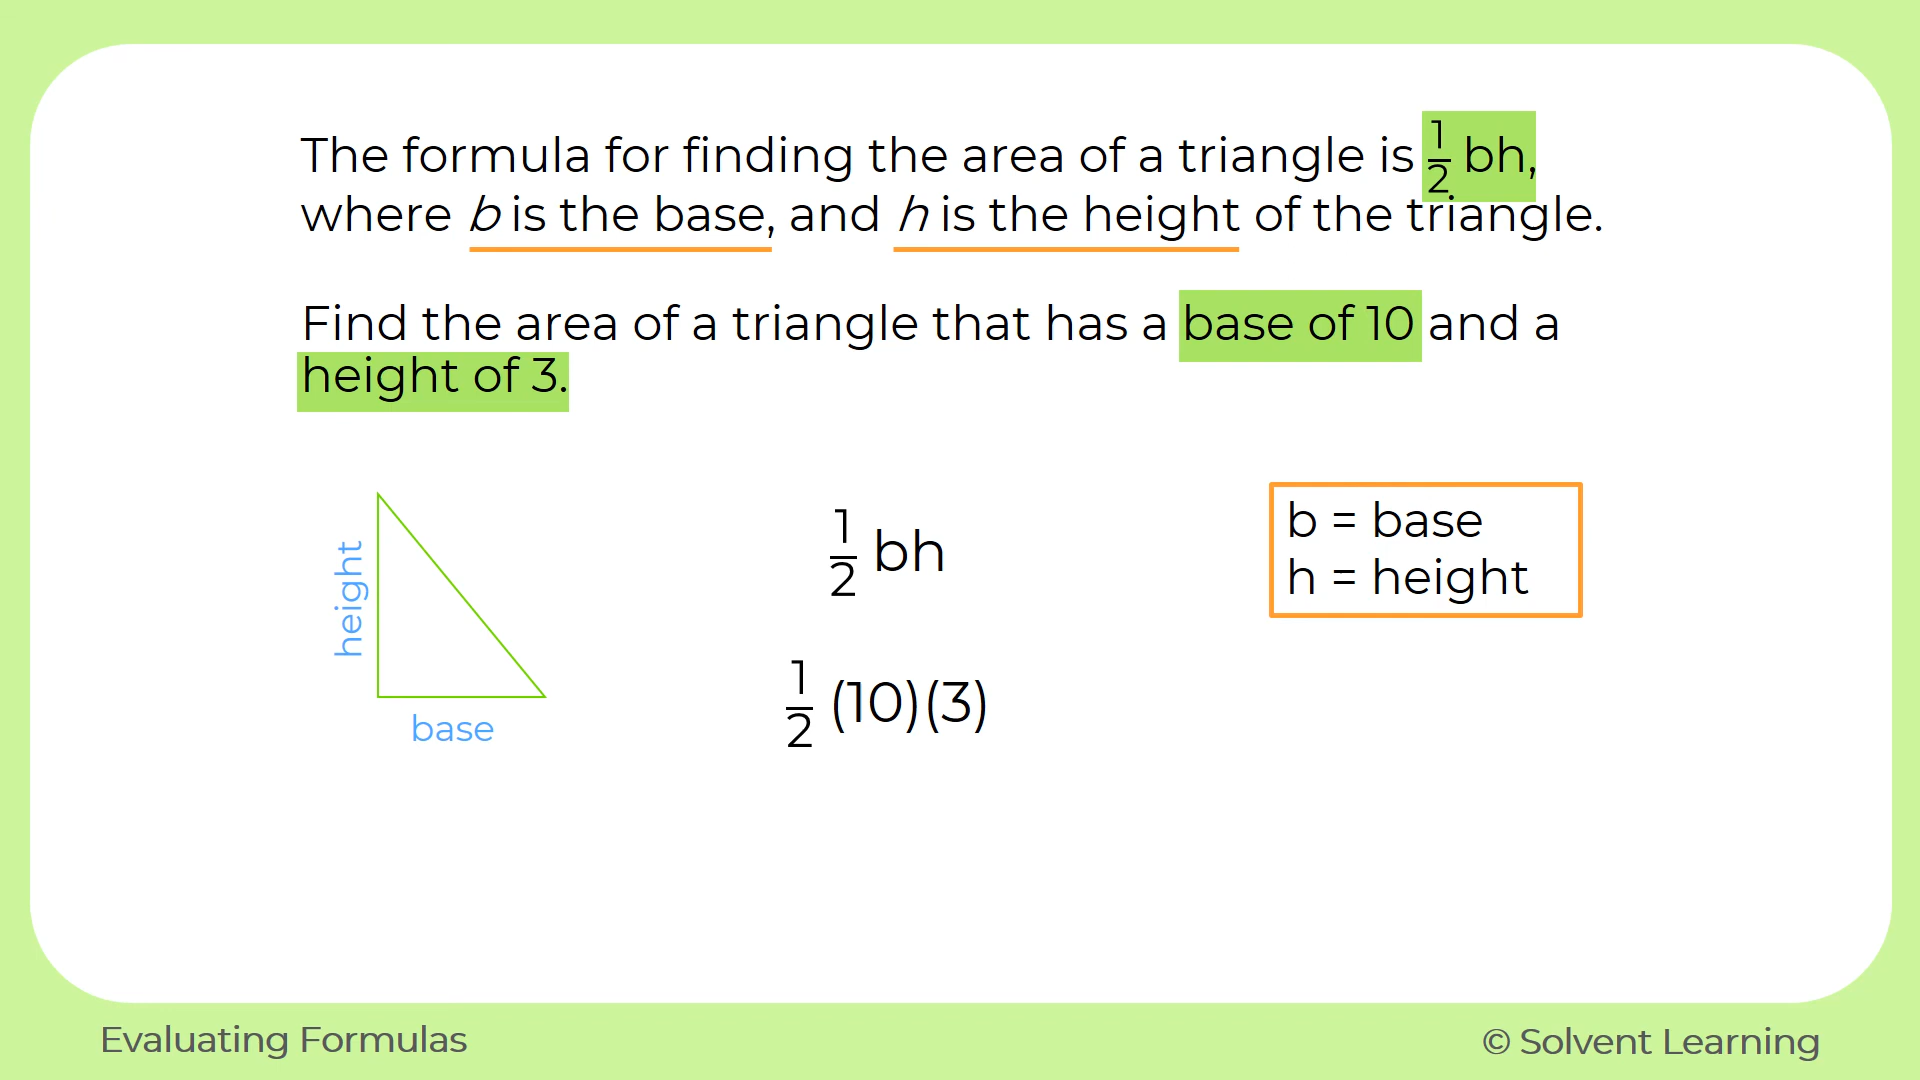 The formula for finding the area of a triangle is 1/2 bh,
where b is the base, and h is the height of the triangle.
Find the area of a triangle that has a base of 10 and a
height of 3.
height
base
1/2 bh
1/2 (10)(3)
b = base
h = height
Evaluating Formulas
© Solvent Learning